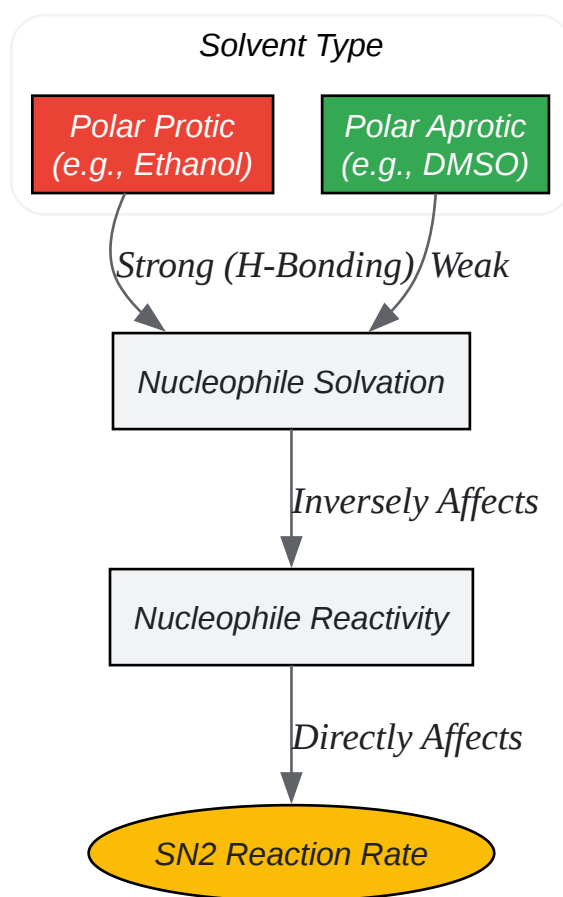 Solvent Type
Polar Protic
(e.g., Ethanol)
Polar Aprotic
(e.g., DMSO)
Strong (H-Bonding)
Weak
Nucleophile Solvation
Inversely Affects
Nucleophile Reactivity
Directly Affects
SN2 Reaction Rate